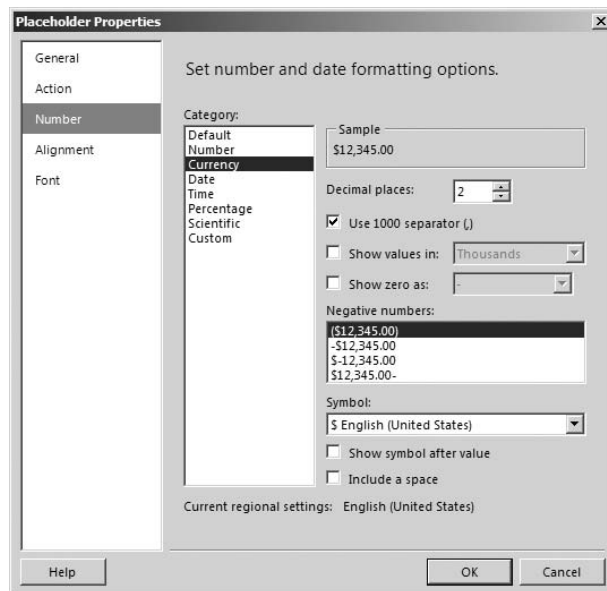 Placeholder Properties
General
Action
Number
Alignment
Font
Set number and date formatting options.
Category:
Default
Number
Currency
Date
Time
Percentage
Scientific
Custom
Sample
$12,345.00
Decimal places: 2
Use 1000 separator (,)
Show values in: Thousands
Show zero as: -
Negative numbers:
($12,345.00)
-$12,345.00
$-12,345.00
$12,345.00-
Symbol:
$ English (United States)
Show symbol after value
Include a space
Current regional settings: English (United States)
Help OK Cancel